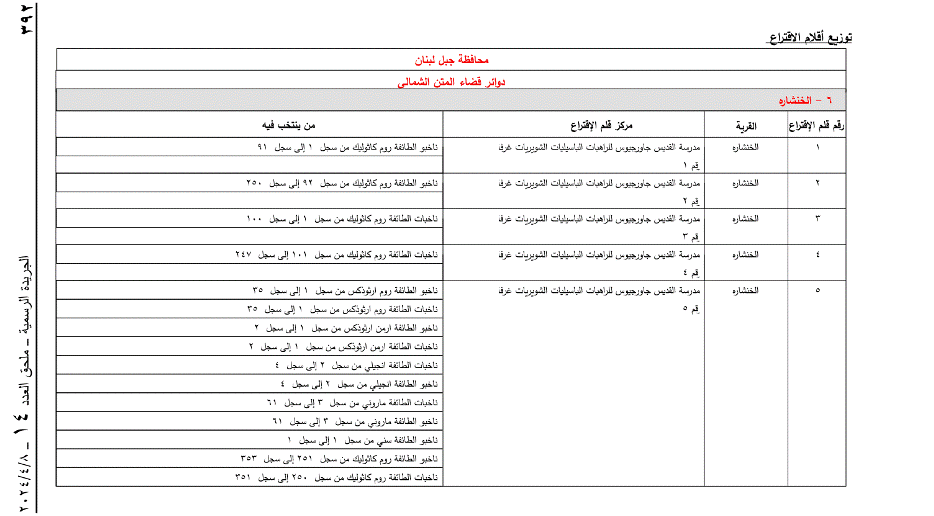 ٣٩٢
الجريدة الرسمية – ملحق العدد ١٤ – ٢٠٢٤/٤/٨
توزيع أقلام الاقتراع
محافظة جبل لبنان
دوائر قضاء المتن الشمالي
٦ - الخنشاره
رقم قلم الإقتراع القرية مركز قلم الإقتراع من ينتخب فيه
١ الخنشاره مدرسة القديس جاورجيوس للراهبات الباسيليات الشويريات غرفة ناخبو الطائفة روم كاثوليك من سجل ١ إلى سجل ٩١
رقم ١
٢ الخنشاره مدرسة القديس جاورجيوس للراهبات الباسيليات الشويريات غرفة ناخبو الطائفة روم كاثوليك من سجل ٩٢ إلى سجل ٢٥٠
رقم ٢
٣ الخنشاره مدرسة القديس جاورجيوس للراهبات الباسيليات الشويريات غرفة ناخبات الطائفة روم كاثوليك من سجل ١ إلى سجل ١٠٠
رقم ٣
٤ الخنشاره مدرسة القديس جاورجيوس للراهبات الباسيليات الشويريات غرفة ناخبات الطائفة روم كاثوليك من سجل ١٠١ إلى سجل ٢٤٧
رقم ٤
٥ الخنشاره مدرسة القديس جاورجيوس للراهبات الباسيليات الشويريات غرفة ناخبو الطائفة روم ارثوذكس من سجل ١ إلى سجل ٣٥
رقم ٥ ناخبات الطائفة روم ارثوذكس من سجل ١ إلى سجل ٣٥
ناخبو الطائفة ارمن ارثوذكس من سجل ١ إلى سجل ٢
ناخبات الطائفة ارمن ارثوذكس من سجل ١ إلى سجل ٢
ناخبات الطائفة انجيلي من سجل ٢ إلى سجل ٤
ناخبو الطائفة انجيلي من سجل ٢ إلى سجل ٤
ناخبات الطائفة ماروني من سجل ٣ إلى سجل ٦١
ناخبو الطائفة ماروني من سجل ٣ إلى سجل ٦١
ناخبو الطائفة سني من سجل ١ إلى سجل ١
ناخبو الطائفة روم كاثوليك من سجل ٢٥١ إلى سجل ٣٥٣
ناخبات الطائفة روم كاثوليك من سجل ٢٥٠ إلى سجل ٣٥١